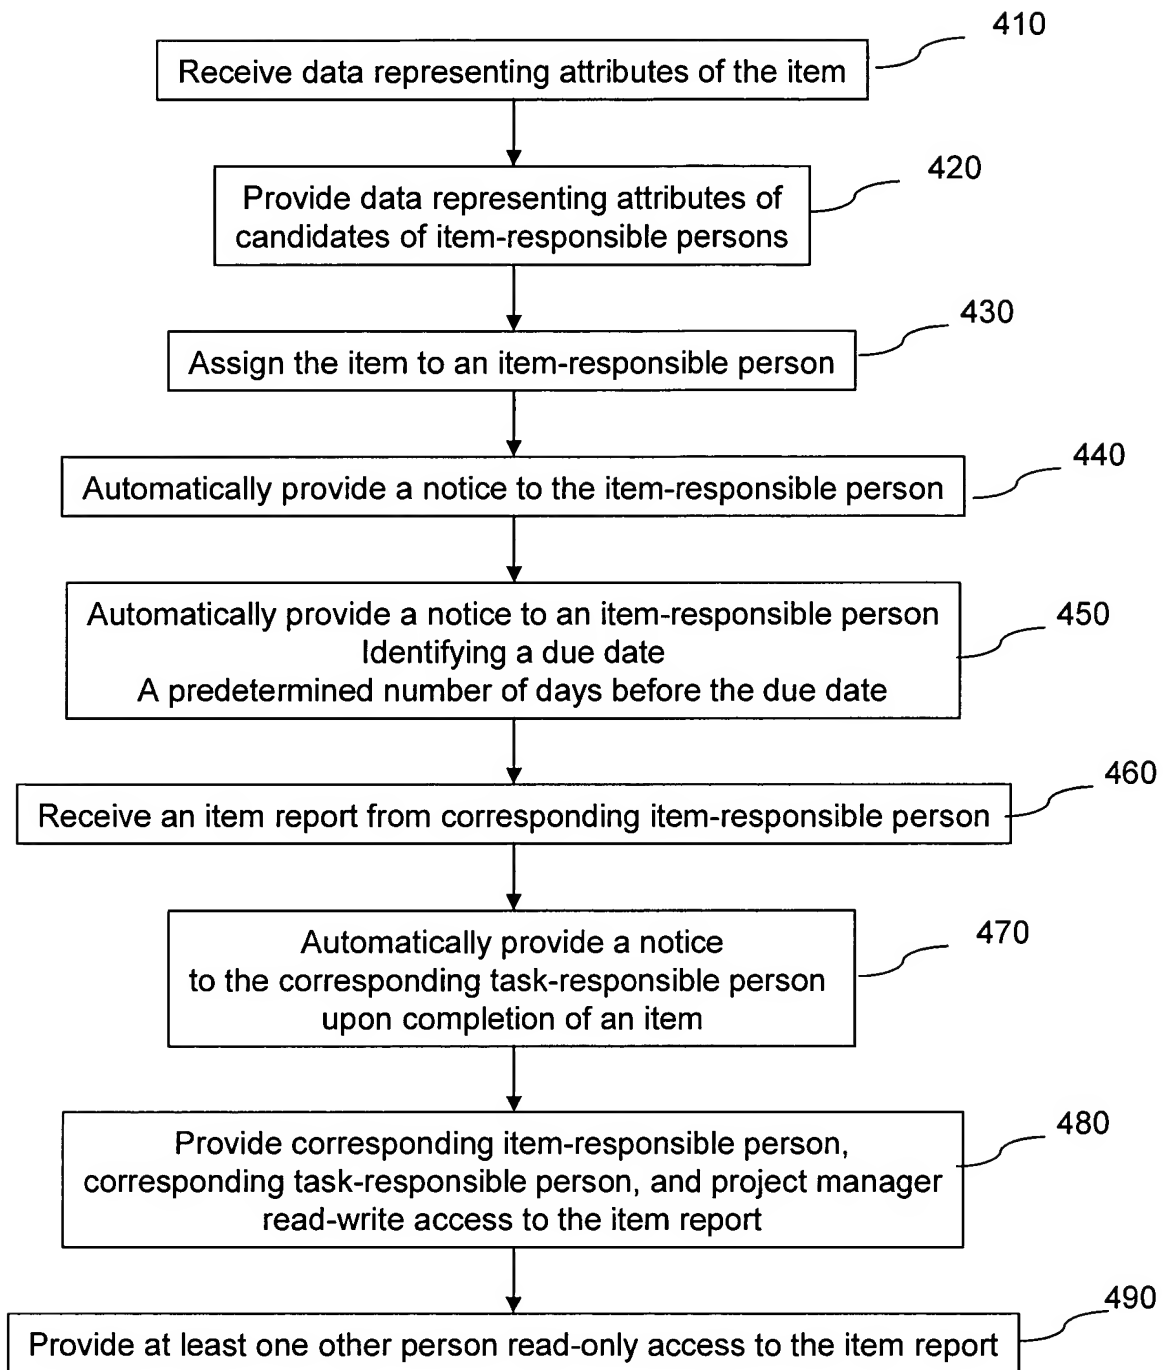 410
Receive data representing attributes of the item
420
Provide data representing attributes of
candidates of item-responsible persons
430
Assign the item to an item-responsible person
440
Automatically provide a notice to the item-responsible person
450
Automatically provide a notice to an item-responsible person
Identifying a due date
A predetermined number of days before the due date
460
Receive an item report from corresponding item-responsible person
470
Automatically provide a notice
to the corresponding task-responsible person
upon completion of an item
480
Provide corresponding item-responsible person,
corresponding task-responsible person, and project manager
read-write access to the item report
490
Provide at least one other person read-only access to the item report